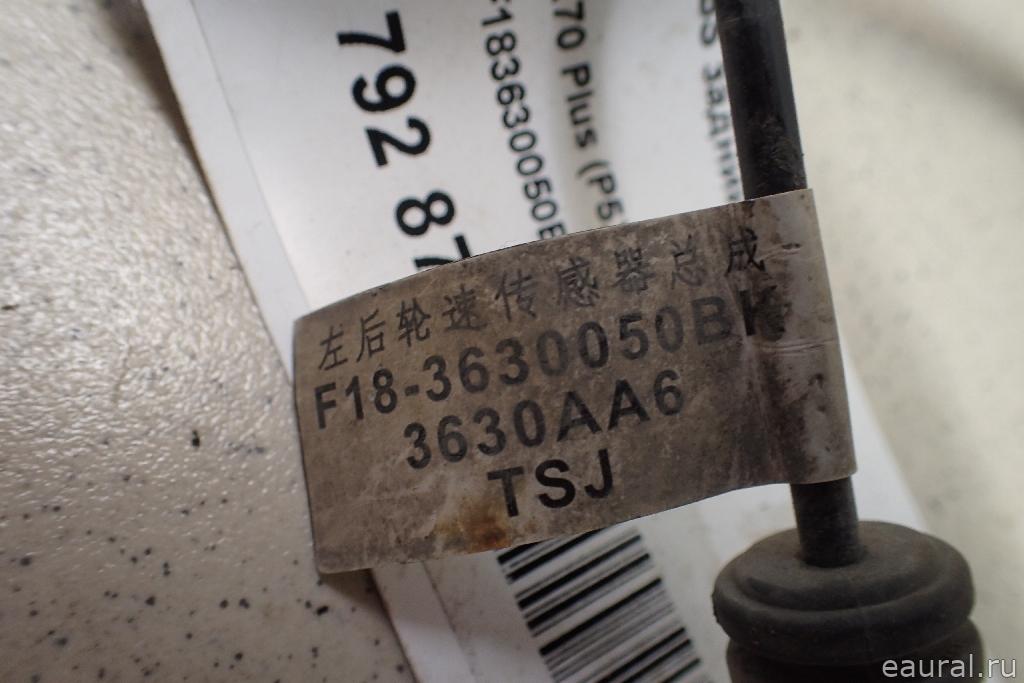 792 87
F183630050B
70 Plus (P5
задни
左后轮速传感器总成
F18-3630050BK
3630AA6
TSJ
eaural.ru